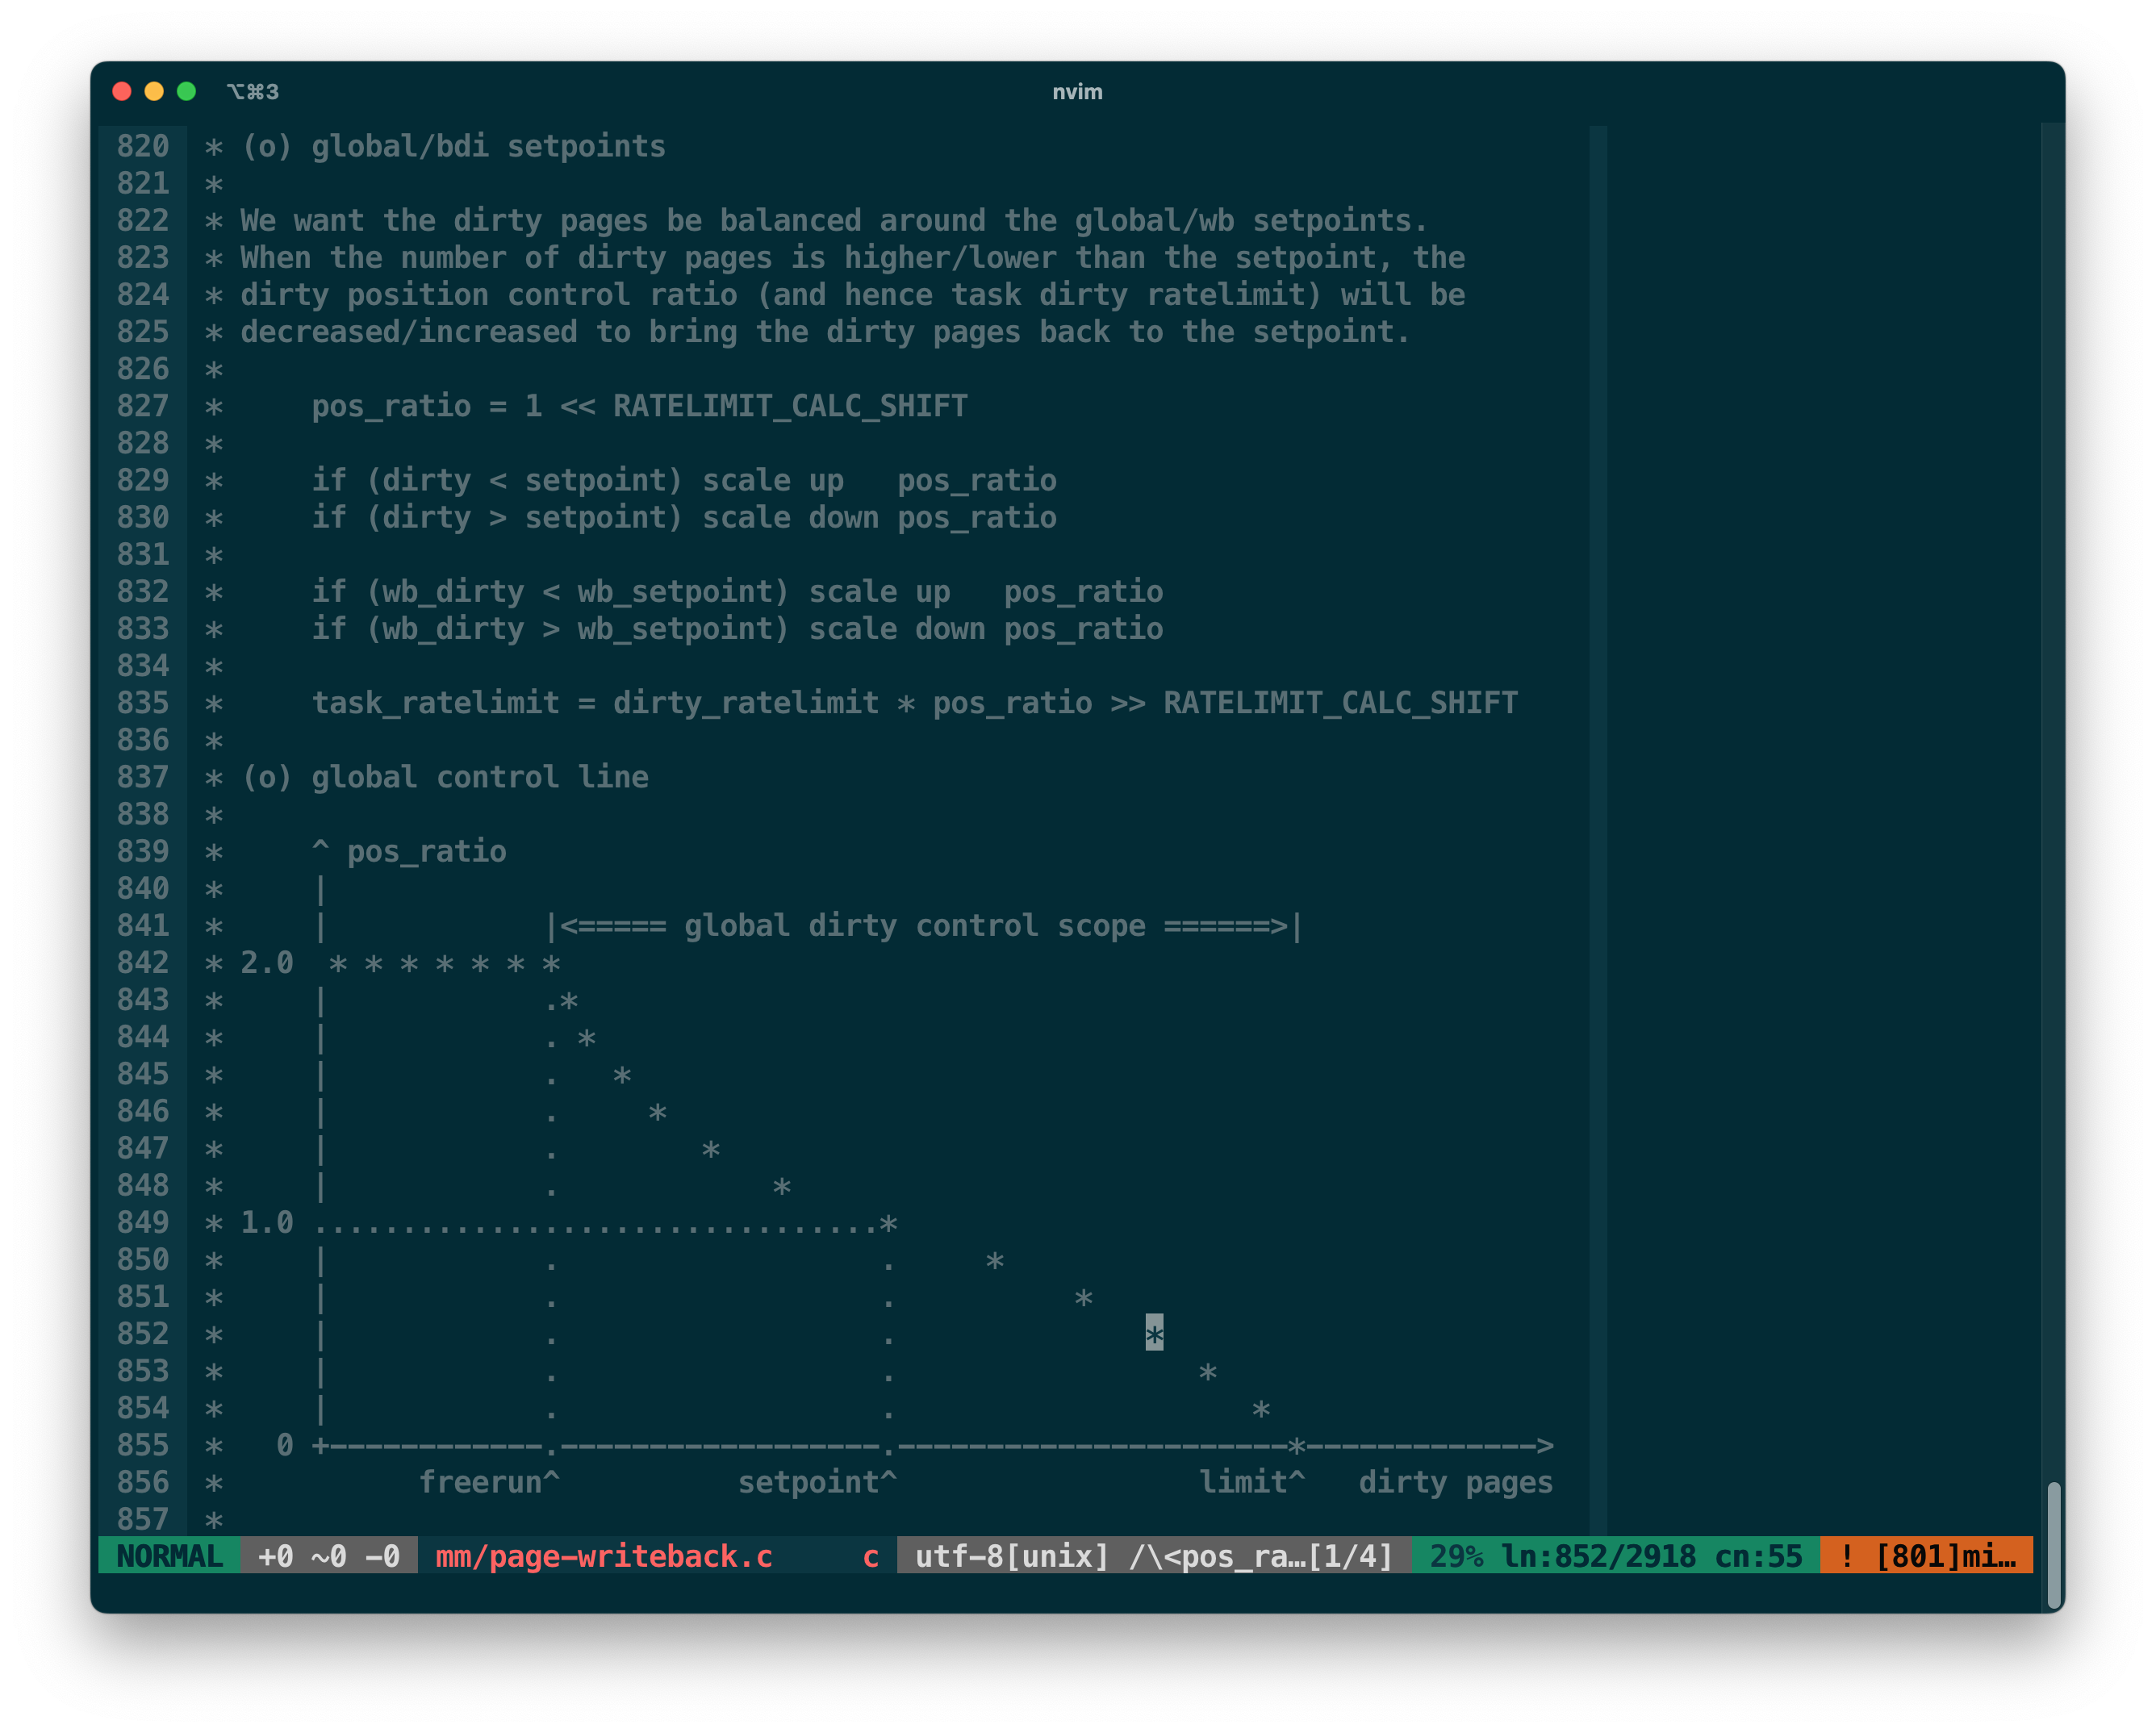 ⌥⌘3 nvim
820 * (o) global/bdi setpoints
821 *
822 * We want the dirty pages be balanced around the global/wb setpoints.
823 * When the number of dirty pages is higher/lower than the setpoint, the
824 * dirty position control ratio (and hence task dirty ratelimit) will be
825 * decreased/increased to bring the dirty pages back to the setpoint.
826 *
827 *     pos_ratio = 1 << RATELIMIT_CALC_SHIFT
828 *
829 *     if (dirty < setpoint) scale up   pos_ratio
830 *     if (dirty > setpoint) scale down pos_ratio
831 *
832 *     if (wb_dirty < wb_setpoint) scale up   pos_ratio
833 *     if (wb_dirty > wb_setpoint) scale down pos_ratio
834 *
835 *     task_ratelimit = dirty_ratelimit * pos_ratio >> RATELIMIT_CALC_SHIFT
836 *
837 * (o) global control line
838 *
839 *     ^ pos_ratio
840 *     |
841 *     |            |<===== global dirty control scope ======>|
842 * 2.0  * * * * * * *
843 *     |            .*
844 *     |            . *
845 *     |            .   *
846 *     |            .     *
847 *     |            .        *
848 *     |            .            *
849 * 1.0 ................................*
850 *     |            .                  .     *
851 *     |            .                  .          *
852 *     |            .                  .              *
853 *     |            .                  .                 *
854 *     |            .                  .                    *
855 *   0 +------------.------------------.----------------------*------------->
856 *           freerun^          setpoint^                 limit^   dirty pages
857 *
NORMAL +0 ~0 -0 mm/page-writeback.c c utf-8[unix] /\<pos_ra…[1/4] 29% ln:852/2918 cn:55 ! [801]mi…